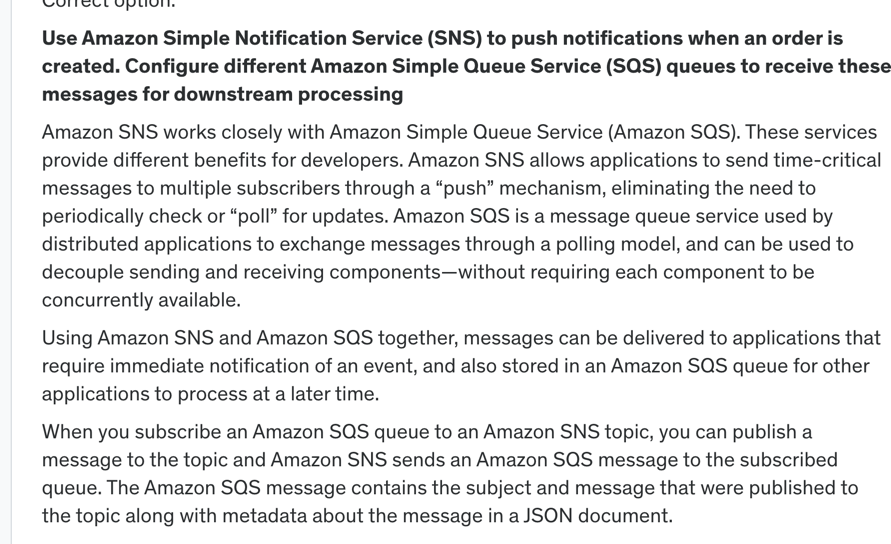 Correct option:
Use Amazon Simple Notification Service (SNS) to push notifications when an order is
created. Configure different Amazon Simple Queue Service (SQS) queues to receive these
messages for downstream processing
Amazon SNS works closely with Amazon Simple Queue Service (Amazon SQS). These services
provide different benefits for developers. Amazon SNS allows applications to send time-critical
messages to multiple subscribers through a “push” mechanism, eliminating the need to
periodically check or “poll” for updates. Amazon SQS is a message queue service used by
distributed applications to exchange messages through a polling model, and can be used to
decouple sending and receiving components—without requiring each component to be
concurrently available.
Using Amazon SNS and Amazon SQS together, messages can be delivered to applications that
require immediate notification of an event, and also stored in an Amazon SQS queue for other
applications to process at a later time.
When you subscribe an Amazon SQS queue to an Amazon SNS topic, you can publish a
message to the topic and Amazon SNS sends an Amazon SQS message to the subscribed
queue. The Amazon SQS message contains the subject and message that were published to
the topic along with metadata about the message in a JSON document.